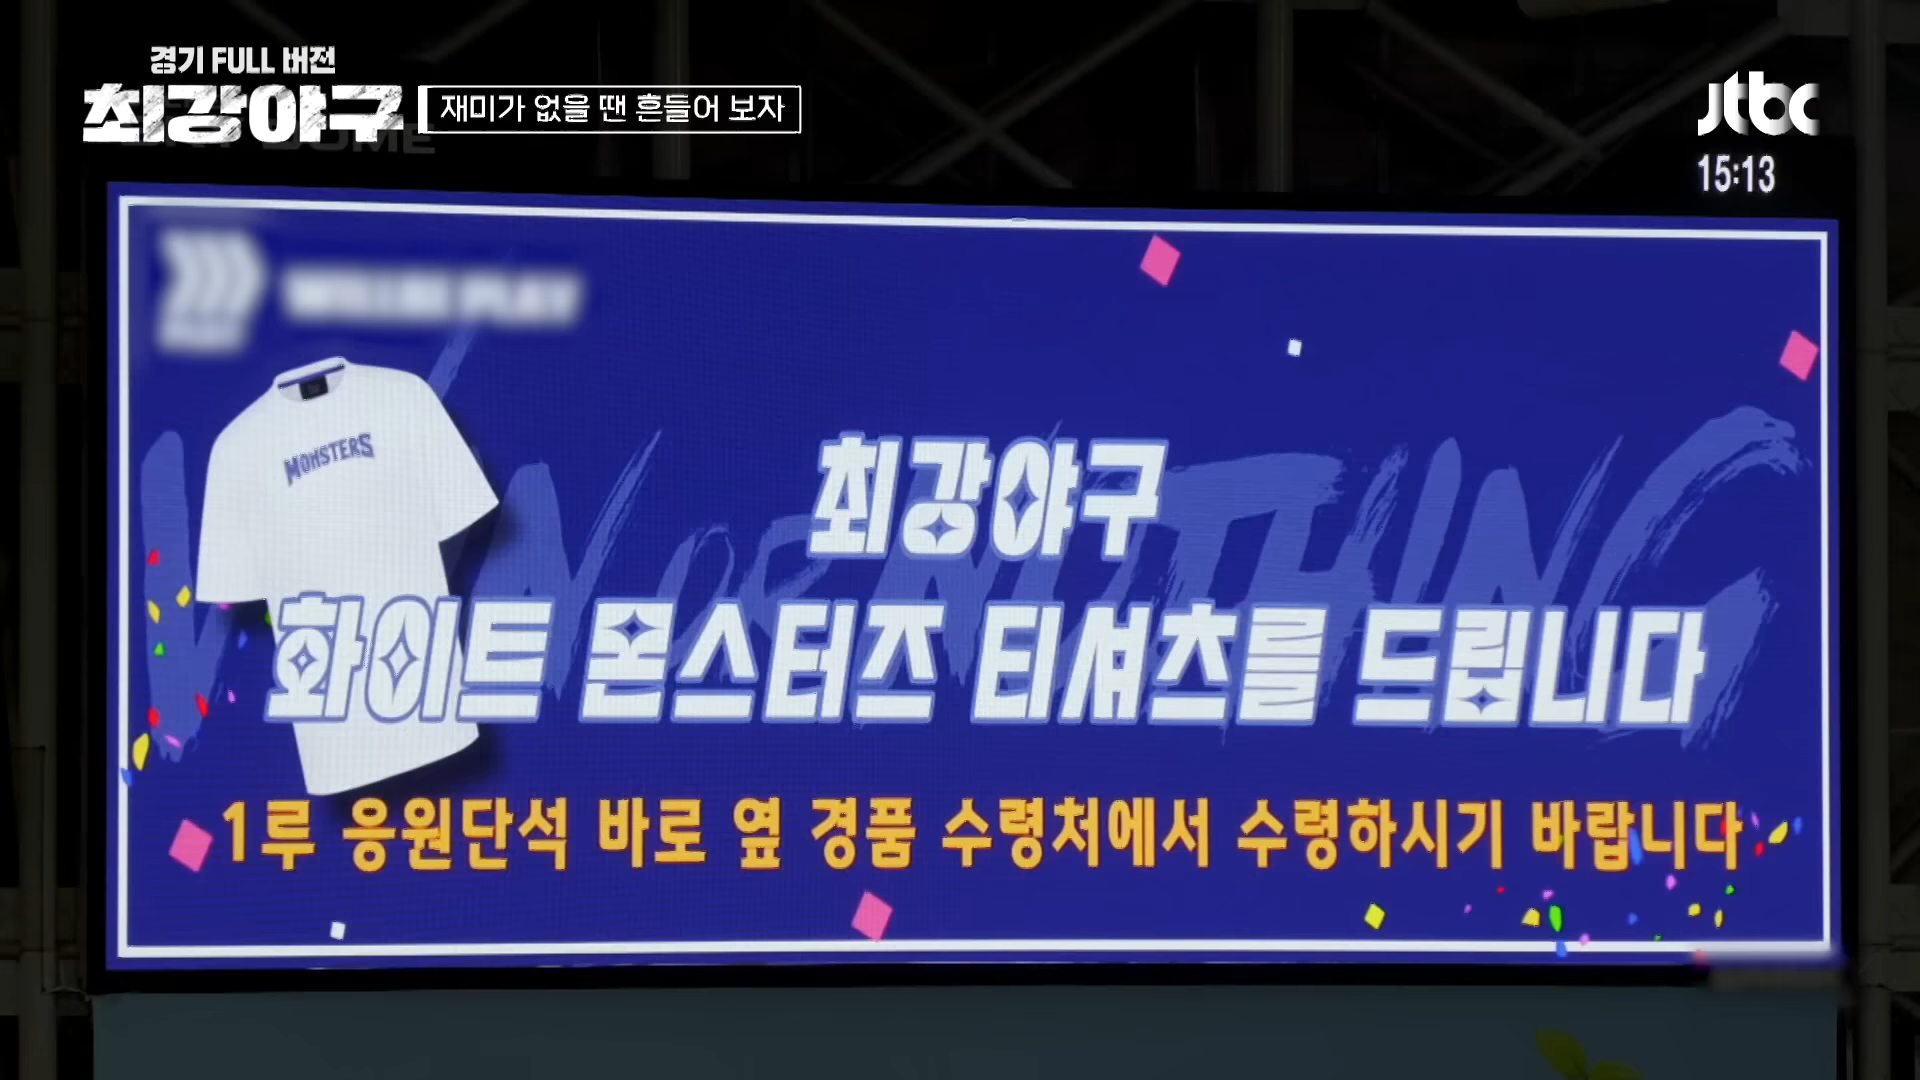 경기 FULL 버전
최강야구
재미가 없을 땐 흔들어 보자
jtbc
15:13
MONSTERS
WIN OR NOTHING
최강야구
화이트 몬스터즈 티셔츠를 드립니다
1루 응원단석 바로 옆 경품 수령처에서 수령하시기 바랍니다